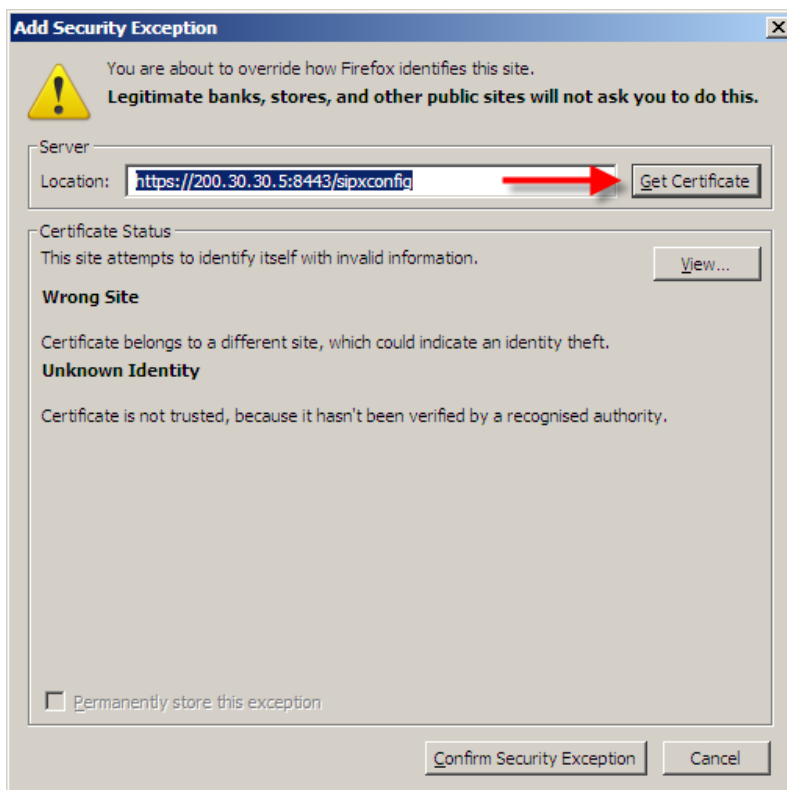 Add Security Exception
You are about to override how Firefox identifies this site.
Legitimate banks, stores, and other public sites will not ask you to do this.
Server
Location: https://200.30.30.5:8443/sipxconfig Get Certificate
Certificate Status
This site attempts to identify itself with invalid information.
View...
Wrong Site
Certificate belongs to a different site, which could indicate an identity theft.
Unknown Identity
Certificate is not trusted, because it hasn't been verified by a recognised authority.
Permanently store this exception
Confirm Security Exception Cancel